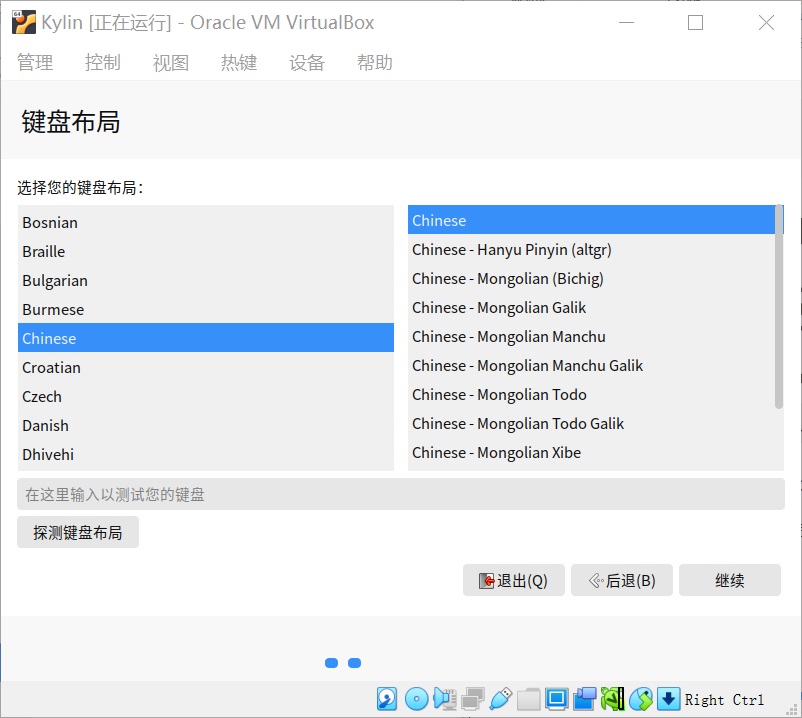 Kylin [正在运行] - Oracle VM VirtualBox
管理 控制 视图 热键 设备 帮助
键盘布局
选择您的键盘布局：
Bosnian
Braille
Bulgarian
Burmese
Chinese
Croatian
Czech
Danish
Dhivehi
Chinese
Chinese - Hanyu Pinyin (altgr)
Chinese - Mongolian (Bichig)
Chinese - Mongolian Galik
Chinese - Mongolian Manchu
Chinese - Mongolian Manchu Galik
Chinese - Mongolian Todo
Chinese - Mongolian Todo Galik
Chinese - Mongolian Xibe
在这里输入以测试您的键盘
探测键盘布局
退出(Q) 后退(B) 继续
Right Ctrl